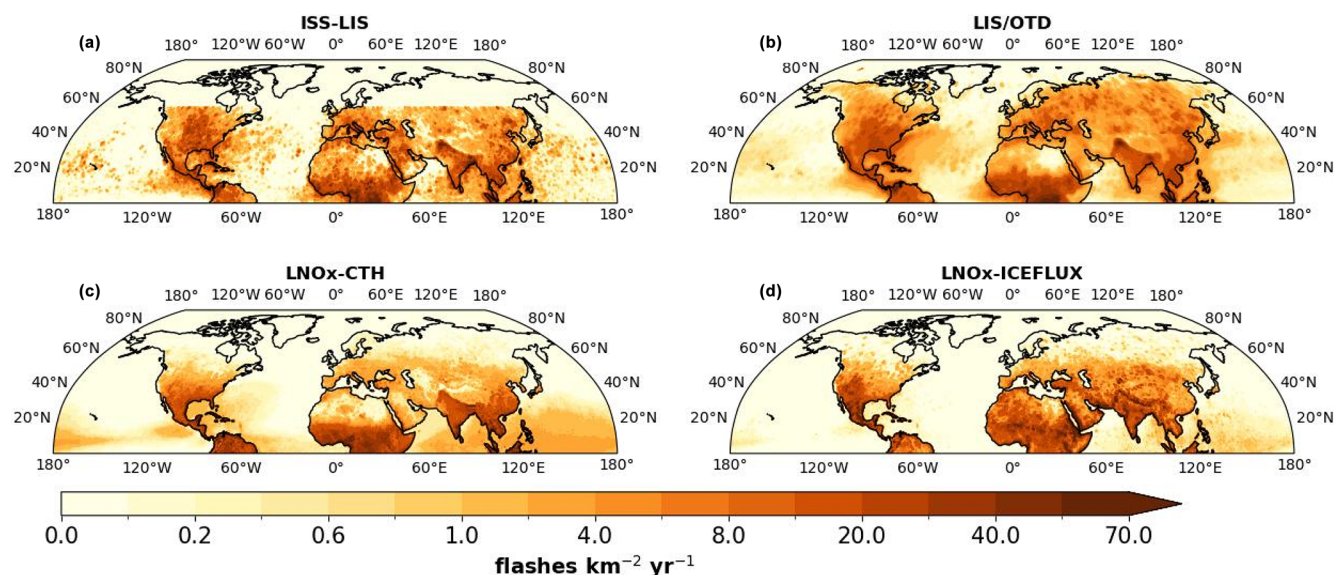 ISS-LIS
LIS/OTD
(a)
180° 120°W 60°W 0° 60°E 120°E 180°
(b)
180° 120°W 60°W 0° 60°E 120°E 180°
80°N 80°N 80°N 80°N
60°N 60°N 60°N 60°N
40°N 40°N 40°N 40°N
20°N 20°N 20°N 20°N
180° 120°W 60°W 0° 60°E 120°E 180°
180° 120°W 60°W 0° 60°E 120°E 180°
LNOx-CTH
LNOx-ICEFLUX
(c)
180° 120°W 60°W 0° 60°E 120°E 180°
(d)
180° 120°W 60°W 0° 60°E 120°E 180°
80°N 80°N 80°N 80°N
60°N 60°N 60°N 60°N
40°N 40°N 40°N 40°N
20°N 20°N 20°N 20°N
180° 120°W 60°W 0° 60°E 120°E 180°
180° 120°W 60°W 0° 60°E 120°E 180°
0.0 0.2 0.6 1.0 4.0 8.0 20.0 40.0 70.0
flashes km⁻² yr⁻¹